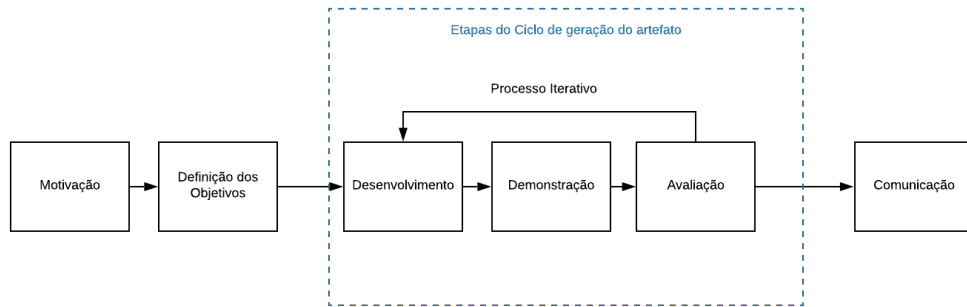 Etapas do Ciclo de geração do artefato
Processo Iterativo
Motivação
Definição dos
Objetivos
Desenvolvimento
Demonstração
Avaliação
Comunicação